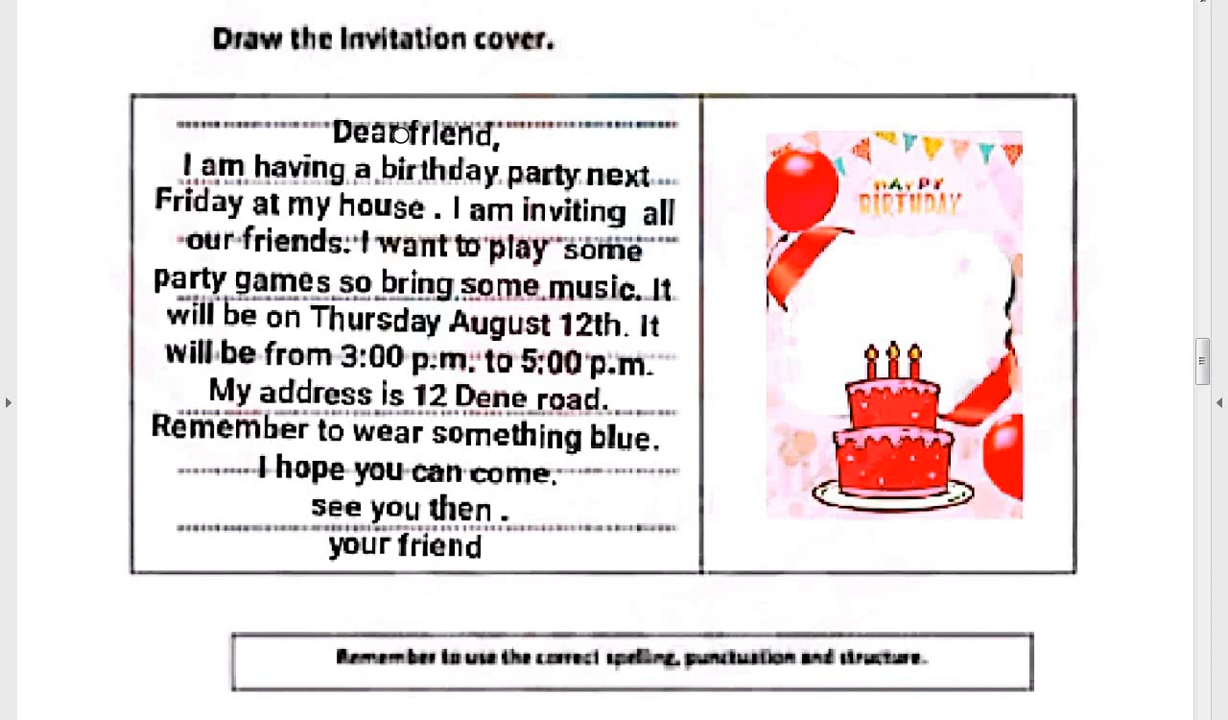 Draw the Invitation cover.
Dear friend,
I am having a birthday party next
Friday at my house . I am inviting all
our friends. I want to play some
party games so bring some music. It
will be on Thursday August 12th. It
will be from 3:00 p.m. to 5:00 p.m.
My address is 12 Dene road.
Remember to wear something blue.
I hope you can come.
see you then .
your friend
HAPPY
BIRTHDAY
Remember to use the correct spelling, punctuation and structure.